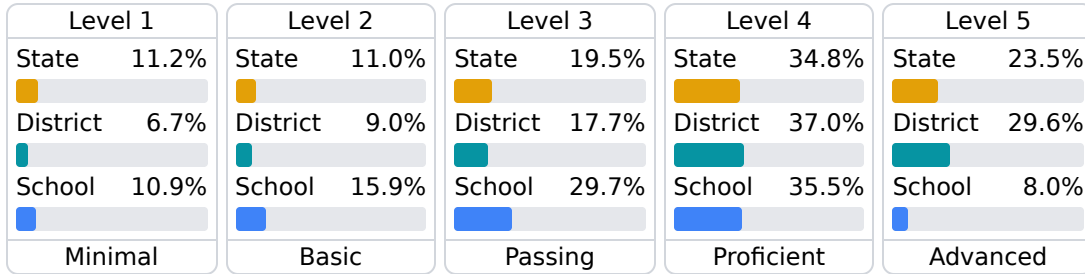 Level 1
State 11.2%
District 6.7%
School 10.9%
Minimal
Level 2
State 11.0%
District 9.0%
School 15.9%
Basic
Level 3
State 19.5%
District 17.7%
School 29.7%
Passing
Level 4
State 34.8%
District 37.0%
School 35.5%
Proficient
Level 5
State 23.5%
District 29.6%
School 8.0%
Advanced